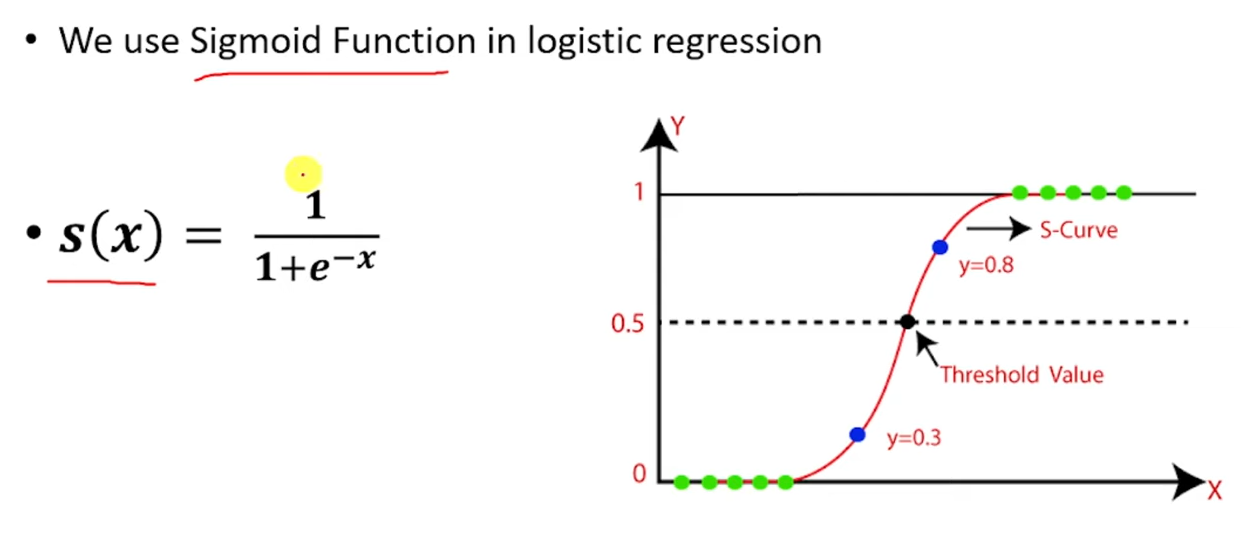 • We use Sigmoid Function in logistic regression
• s(x) = 1 / 1+e^−x
Y
1
S-Curve
y=0.8
0.5
Threshold Value
y=0.3
0
X